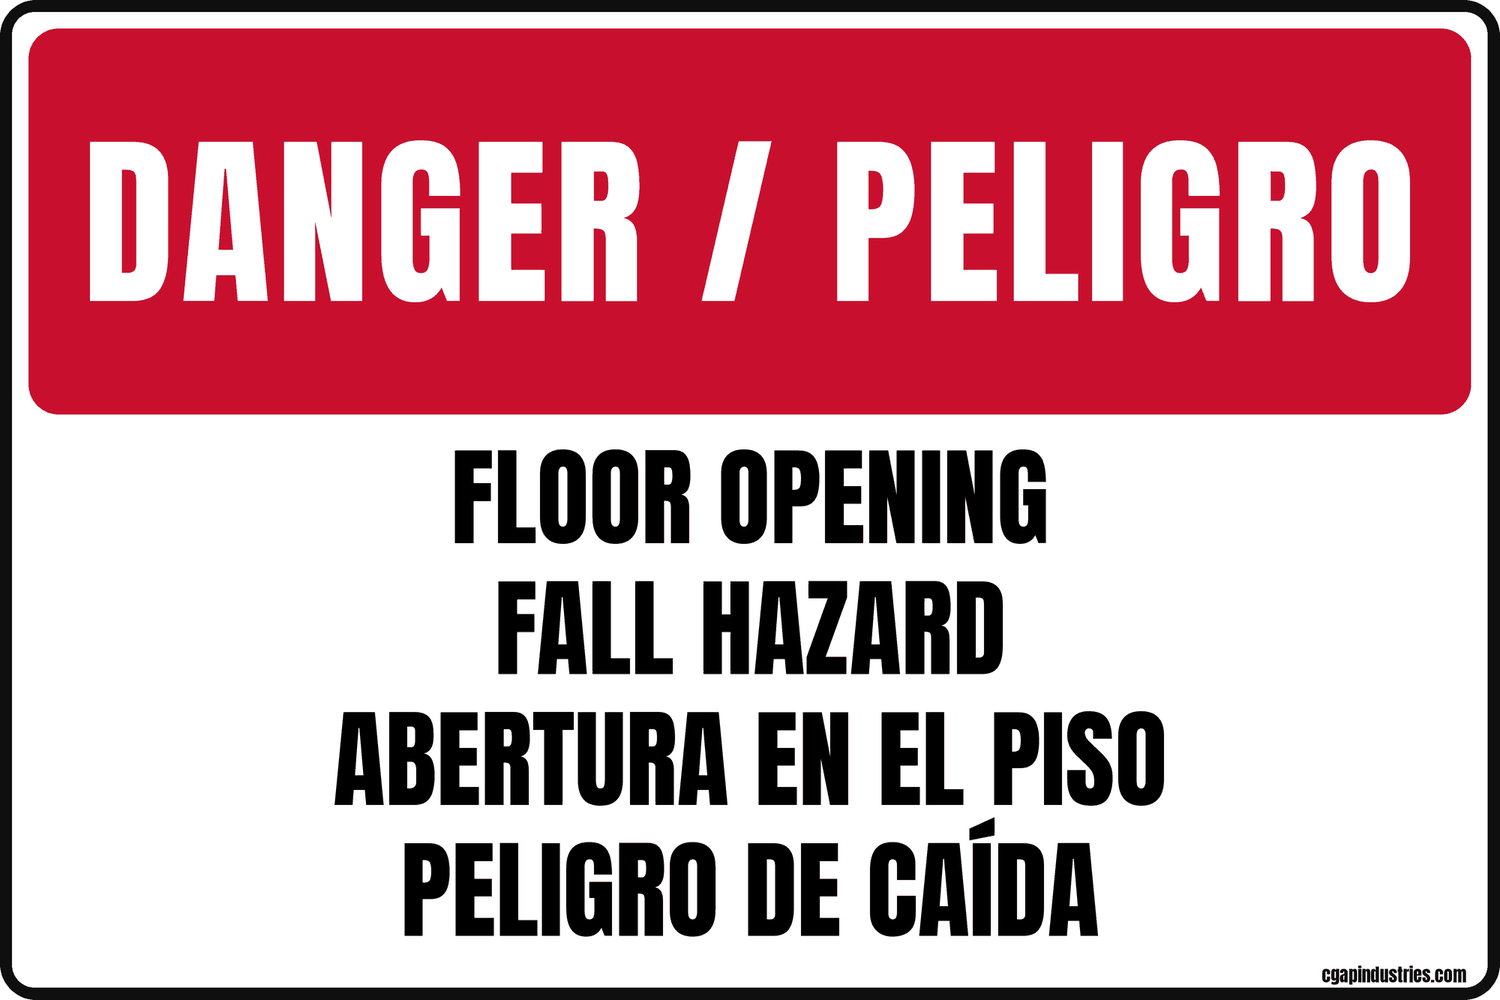 DANGER / PELIGRO
FLOOR OPENING
FALL HAZARD
ABERTURA EN EL PISO
PELIGRO DE CAÍDA
cgapindustries.com